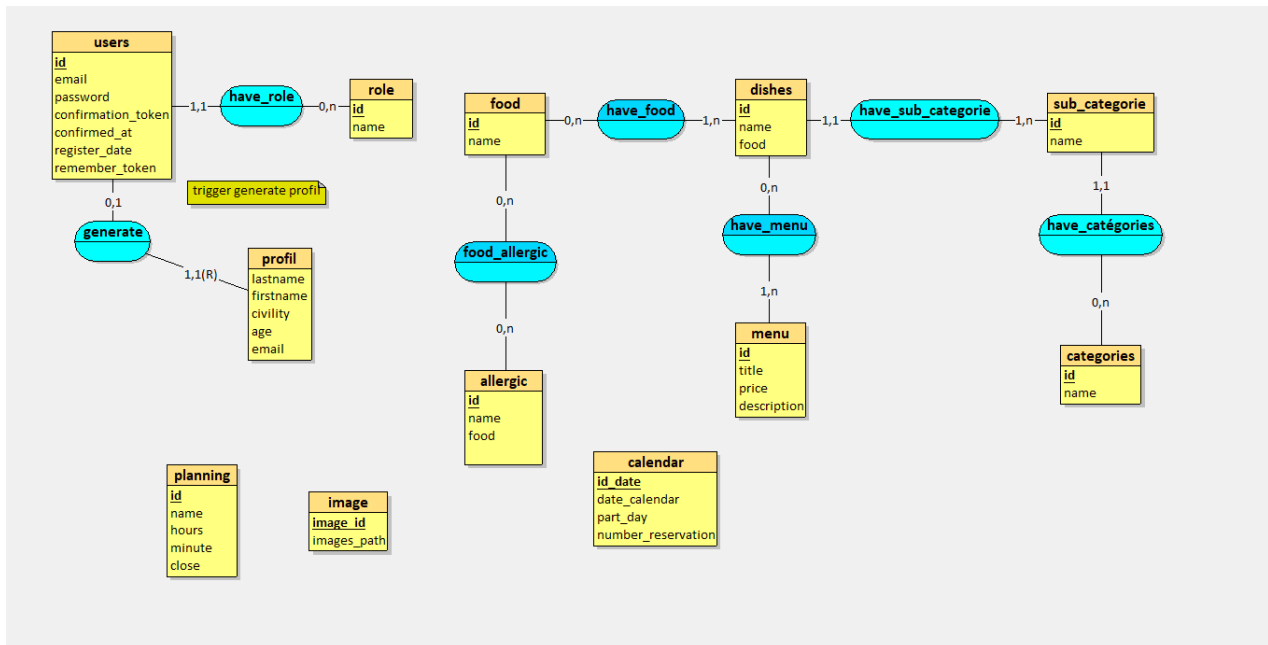 users
id
email
password
confirmation_token
confirmed_at
register_date
remember_token
1,1
have_role
0,n
role
id
name
trigger generate profil
0,1
generate
1,1(R)
profil
lastname
firstname
civility
age
email
food
id
name
0,n
have_food
1,n
dishes
id
name
food
1,1
have_sub_categorie
1,n
sub_categorie
id
name
0,n
food_allergic
0,n
allergic
id
name
food
0,n
have_menu
1,n
menu
id
title
price
description
1,1
have_catégories
0,n
categories
id
name
planning
id
name
hours
minute
close
image
image_id
images_path
calendar
id_date
date_calendar
part_day
number_reservation